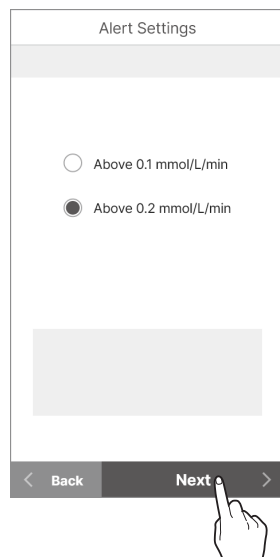 Alert Settings
Above 0.1 mmol/L/min
Above 0.2 mmol/L/min
< Back Next >